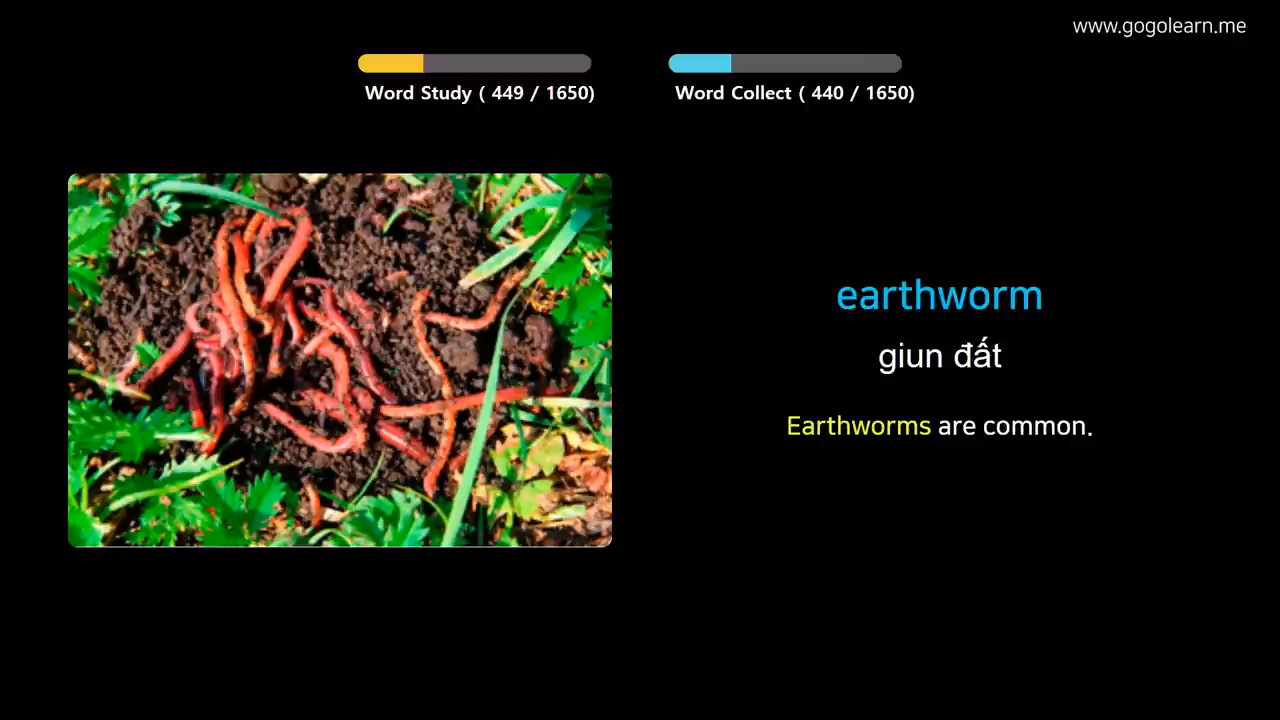 www.gogolearn.me
Word Study ( 449 / 1650)
Word Collect ( 440 / 1650)
earthworm
giun đất
Earthworms are common.